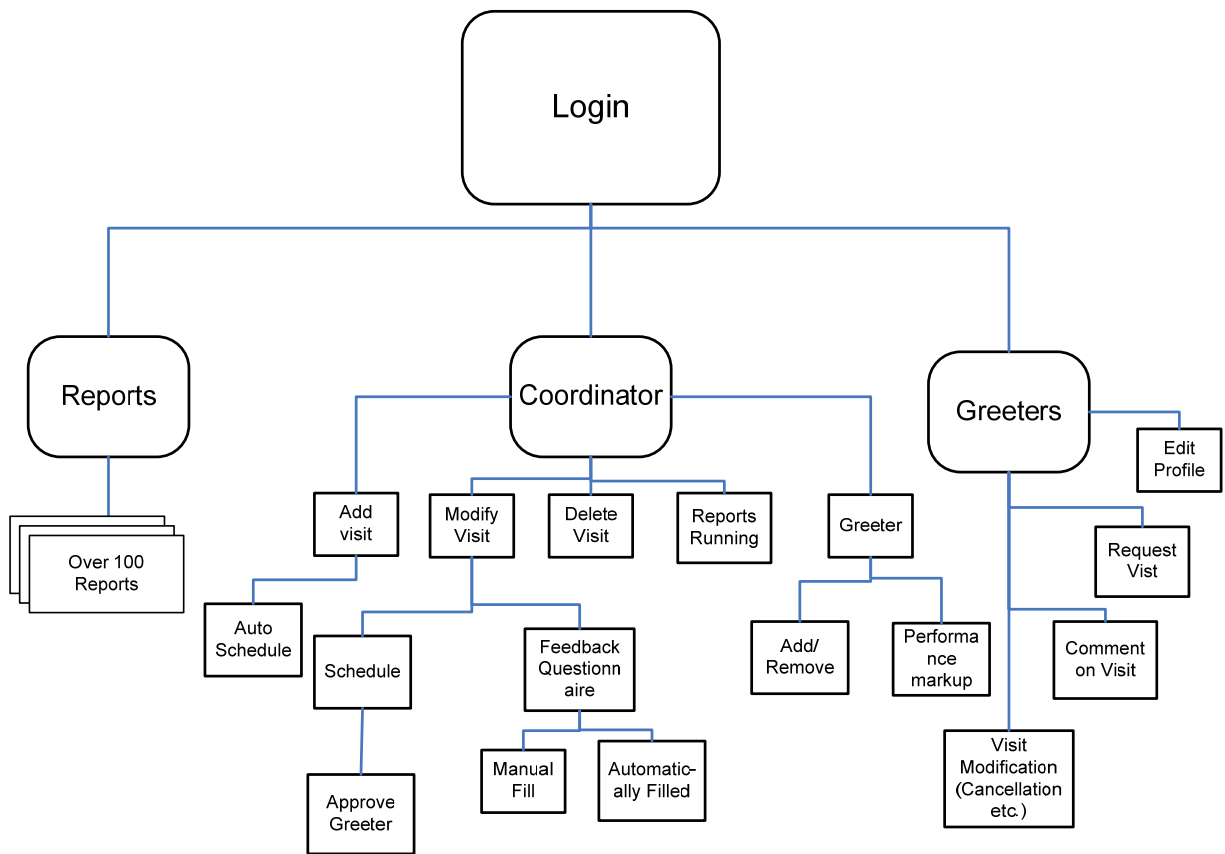 Login
Reports
Coordinator
Greeters
Edit
Profile
Add
visit
Modify
Visit
Delete
Visit
Reports
Running
Greeter
Request
Vist
Over 100
Reports
Auto
Schedule
Schedule
Feedback
Questionn
aire
Add/
Remove
Performa
nce
markup
Comment
on Visit
Manual
Fill
Automatic-
ally Filled
Approve
Greeter
Visit
Modification
(Cancellation
etc.)